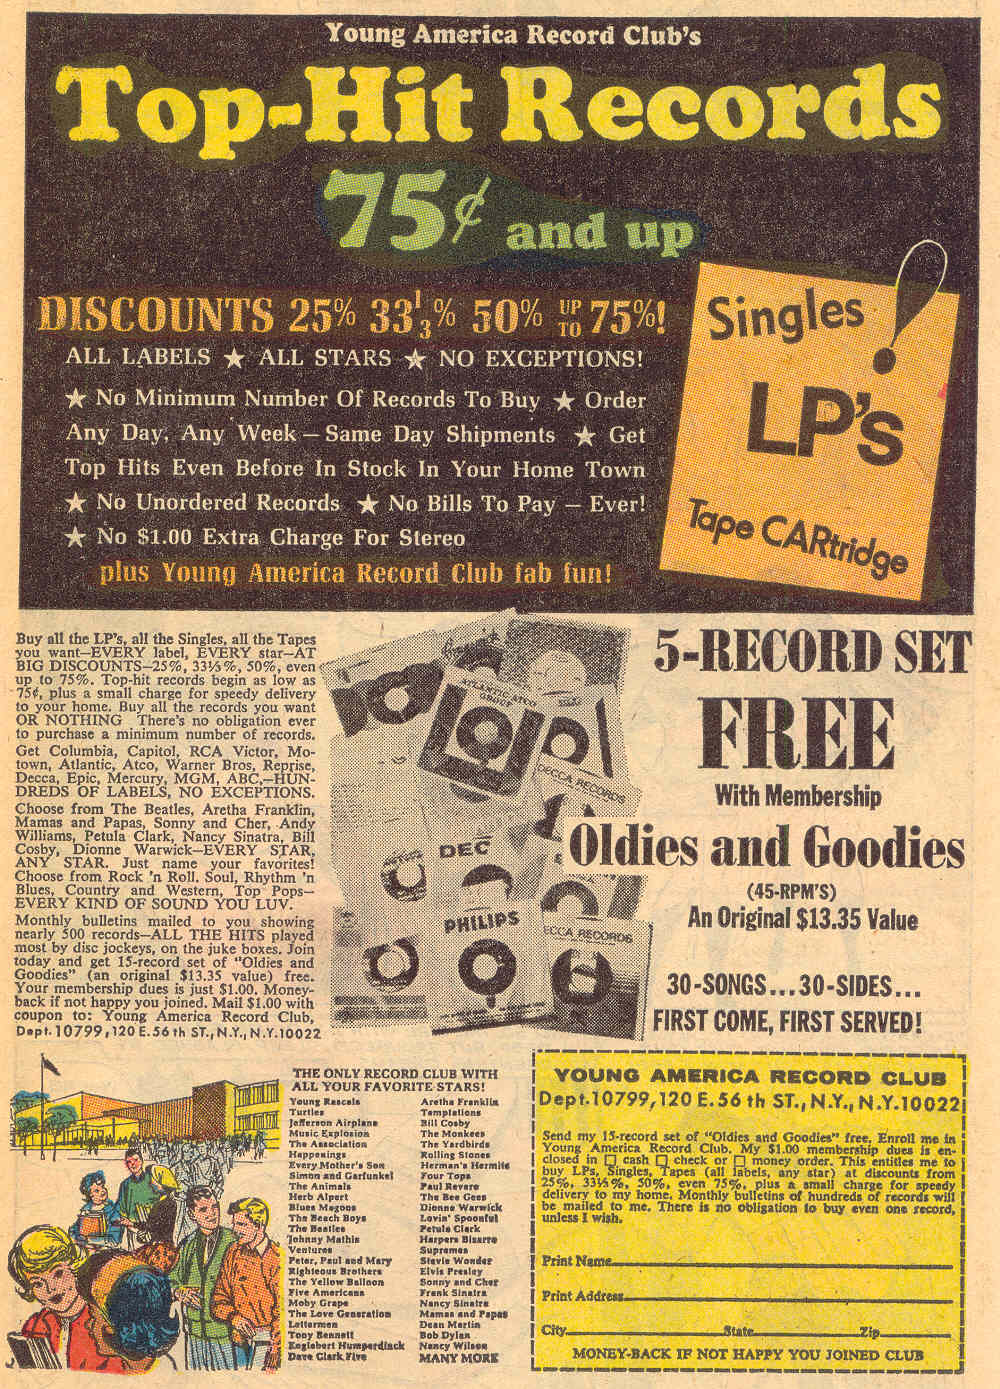 Young America Record Club's
Top-Hit Records
75¢ and up
DISCOUNTS 25% 33⅓% 50% UP TO 75%!
ALL LABELS ★ ALL STARS ★ NO EXCEPTIONS!
★ No Minimum Number Of Records To Buy ★ Order
Any Day, Any Week — Same Day Shipments ★ Get
Top Hits Even Before In Stock In Your Home Town
★ No Unordered Records ★ No Bills To Pay — Ever!
★ No $1.00 Extra Charge For Stereo
plus Young America Record Club fab fun!
Singles
LP's
Tape CARtridge
Buy all the LP's, all the Singles, all the Tapes
you want—EVERY label, EVERY star—AT
BIG DISCOUNTS—25%, 33⅓%, 50%, even
up to 75%. Top-hit records begin as low as
75¢, plus a small charge for speedy delivery
to your home. Buy all the records you want
OR NOTHING There's no obligation ever
to purchase a minimum number of records.
Get Columbia, Capitol, RCA Victor, Mo-
town, Atlantic, Atco, Warner Bros, Reprise,
Decca, Epic, Mercury, MGM, ABC,—HUN-
DREDS OF LABELS, NO EXCEPTIONS.
Choose from The Beatles, Aretha Franklin,
Mamas and Papas, Sonny and Cher, Andy
Williams, Petula Clark, Nancy Sinatra, Bill
Cosby, Dionne Warwick—EVERY STAR,
ANY STAR. Just name your favorites!
Choose from Rock 'n Roll, Soul, Rhythm 'n
Blues, Country and Western, Top Pops—
EVERY KIND OF SOUND YOU LUV.
Monthly bulletins mailed to you showing
nearly 500 records—ALL THE HITS played
most by disc jockeys, on the juke boxes. Join
today and get 15-record set of "Oldies and
Goodies" (an original $13.35 value) free.
Your membership dues is just $1.00. Money-
back if not happy you joined. Mail $1.00 with
coupon to: Young America Record Club,
Dept.10799,120 E.56th ST.,N.Y.,N.Y.10022
ATLANTIC-ATCO
GROUP
DECCA RECORDS
DEC
PHILIPS
ECCA RECORDS
5-RECORD SET
FREE
With Membership
Oldies and Goodies
(45-RPM'S)
An Original $13.35 Value
30-SONGS...30-SIDES...
FIRST COME, FIRST SERVED!
THE ONLY RECORD CLUB WITH
ALL YOUR FAVORITE STARS!
Young Rascals
Turtles
Jefferson Airplane
Music Explosion
The Association
Happenings
Every Mother's Son
Simon and Garfunkel
The Animals
Herb Alpert
Blues Magoos
The Beach Boys
The Beatles
Johnny Mathis
Ventures
Peter, Paul and Mary
Righteous Brothers
The Yellow Balloon
Five Americans
Moby Grape
The Love Generation
Lettermen
Tony Bennett
Englebert Humperdinck
Dave Clark Five
Aretha Franklin
Temptations
Bill Cosby
The Monkees
The Yardbirds
Rolling Stones
Herman's Hermits
Four Tops
Paul Revere
The Bee Gees
Dionne Warwick
Lovin' Spoonful
Petula Clark
Harpers Bizarre
Supremes
Stevie Wonder
Elvis Presley
Sonny and Cher
Frank Sinatra
Nancy Sinatra
Mamas and Papas
Dean Martin
Bob Dylan
Nancy Wilson
MANY MORE
YOUNG AMERICA RECORD CLUB
Dept.10799,120 E.56th ST.,N.Y.,N.Y.10022
Send my 15-record set of "Oldies and Goodies" free. Enroll me in
Young America Record Club. My $1.00 membership dues is en-
closed in □ cash □ check or □ money order. This entitles me to
buy LPs, Singles, Tapes (all labels, any star) at discounts from
25%, 33⅓%, 50%, even 75%, plus a small charge for speedy
delivery to my home. Monthly bulletins of hundreds of records will
be mailed to me. There is no obligation to buy even one record,
unless I wish.
Print Name
Print Address
City State Zip
MONEY-BACK IF NOT HAPPY YOU JOINED CLUB